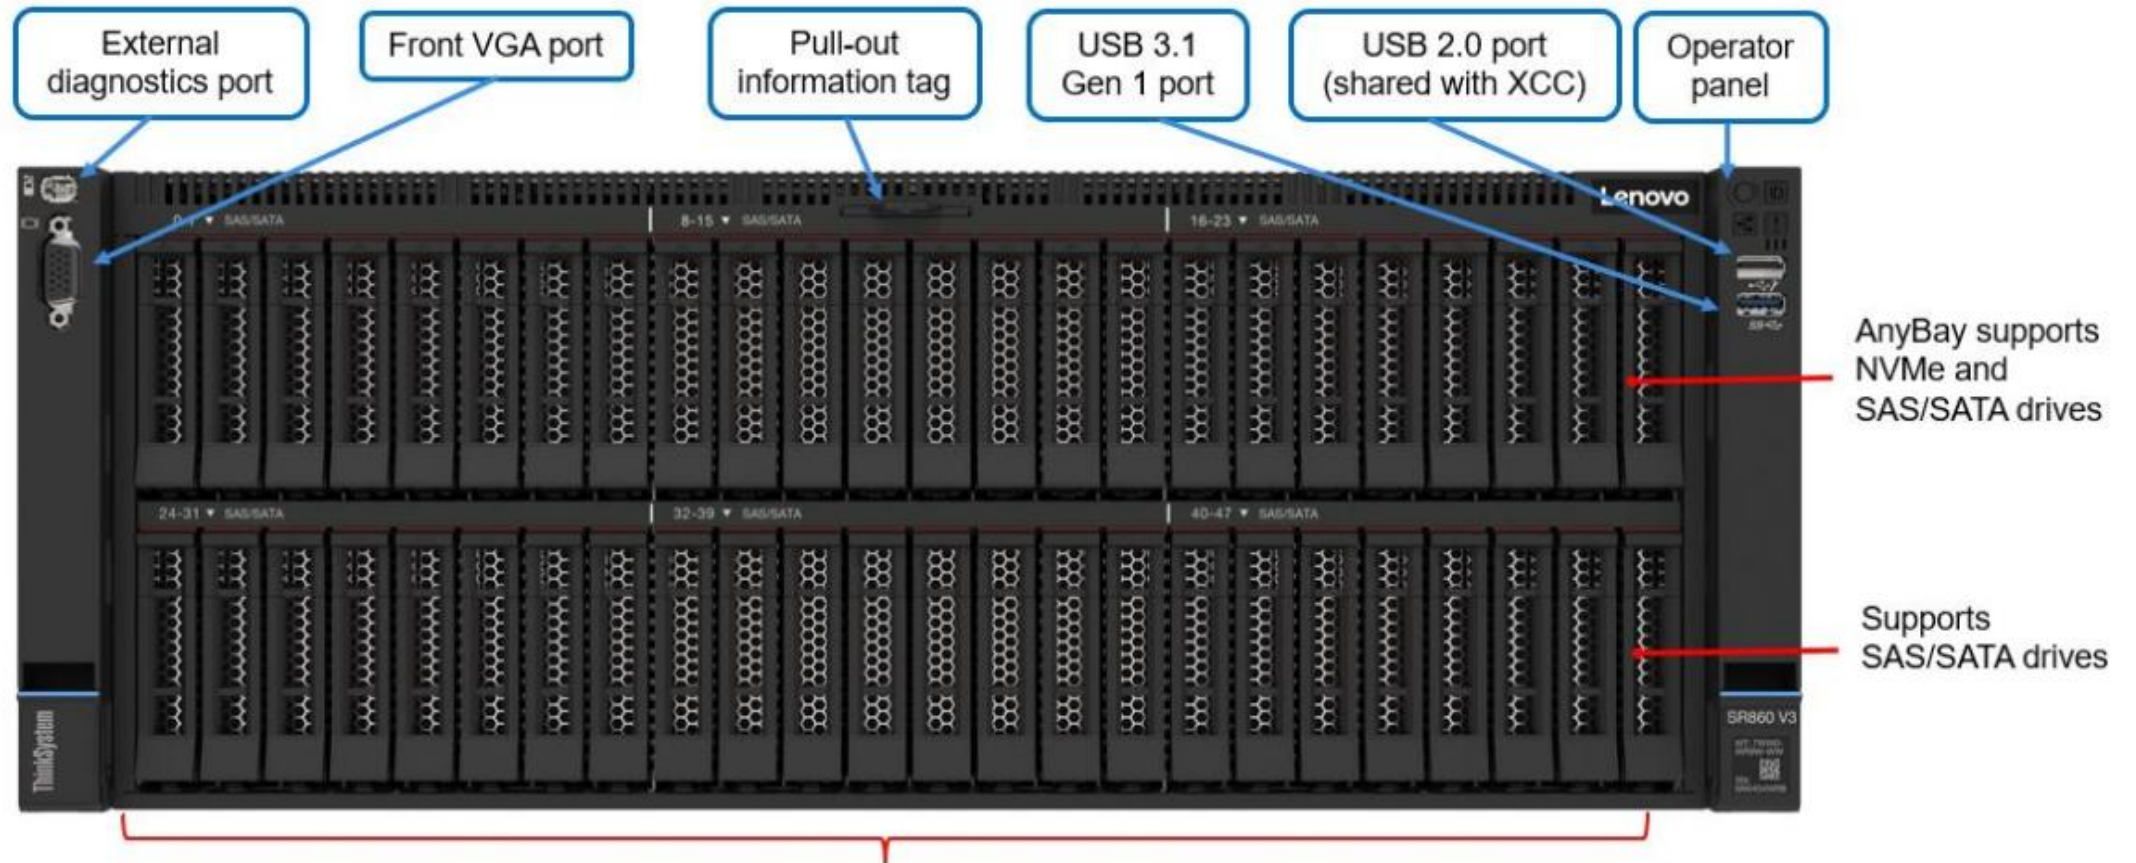 External
diagnostics port
Front VGA port
Pull-out
information tag
USB 3.1
Gen 1 port
USB 2.0 port
(shared with XCC)
Operator
panel
Lenovo
SAS/SATA
8-15 ▼ SAS/SATA
16-23 ▼ SAS/SATA
AnyBay supports
NVMe and
SAS/SATA drives
24-31 ▼ SAS/SATA
32-39 ▼ SAS/SATA
40-47 ▼ SAS/SATA
Supports
SAS/SATA drives
ThinkSystem
SR860 V3